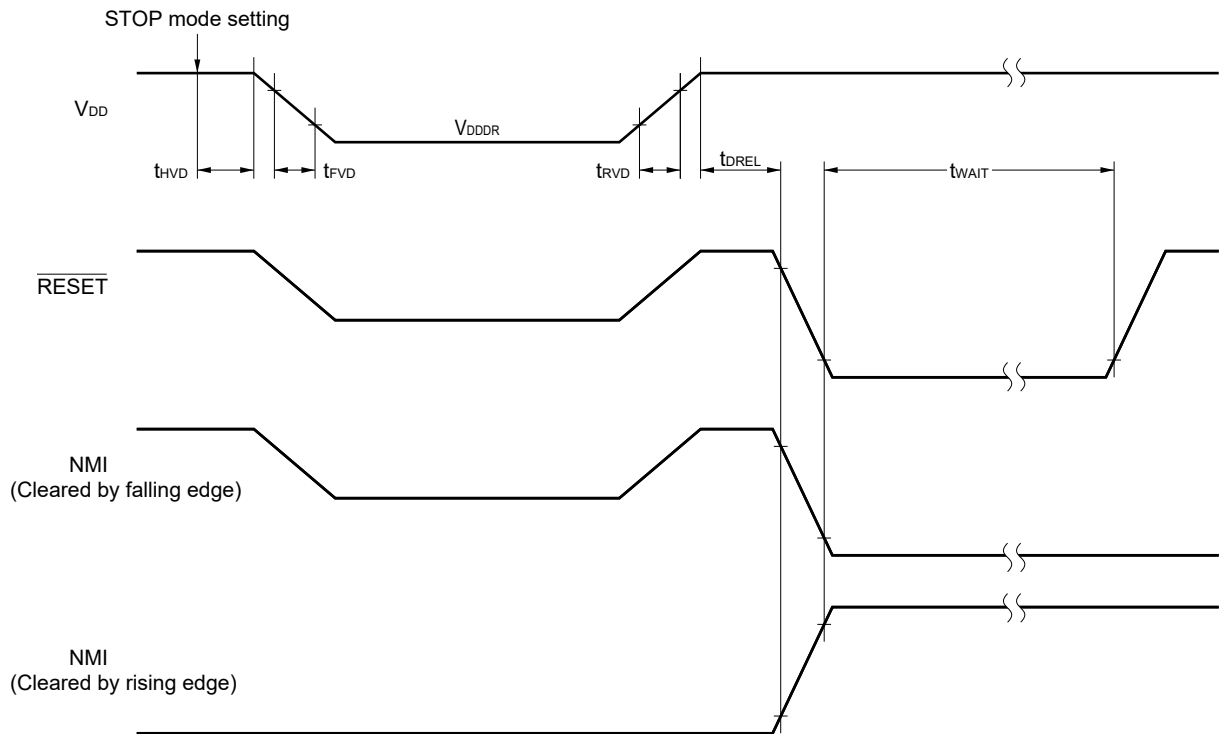 STOP mode setting
VDD
VDDDR
tHVD
tFVD
tRVD
tDREL
tWAIT
RESET
NMI
(Cleared by falling edge)
NMI
(Cleared by rising edge)